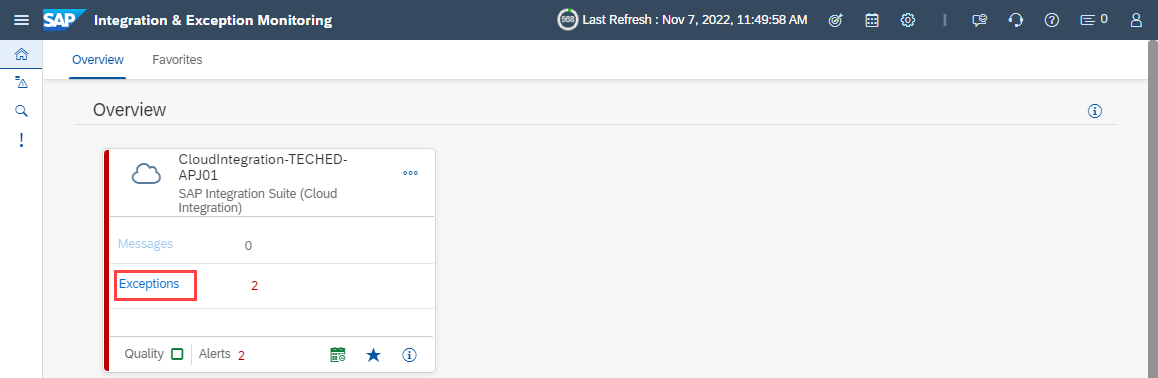 SAP Integration & Exception Monitoring 568 Last Refresh : Nov 7, 2022, 11:49:58 AM 0
Overview Favorites
Overview
CloudIntegration-TECHED-
APJ01
SAP Integration Suite (Cloud
Integration)
Messages 0
Exceptions 2
Quality Alerts 2